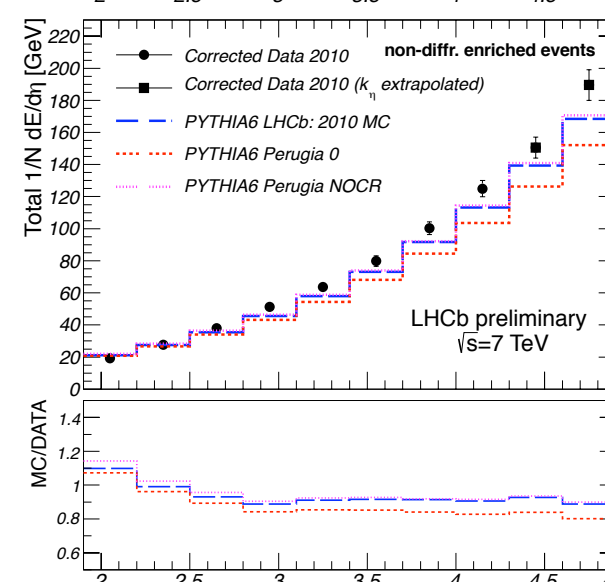 220
200
180
160
140
120
100
80
60
40
20
0
Total 1/N dE/dη [GeV]
non-diffr. enriched events
Corrected Data 2010
Corrected Data 2010 (kη extrapolated)
PYTHIA6 LHCb: 2010 MC
PYTHIA6 Perugia 0
PYTHIA6 Perugia NOCR
LHCb preliminary
√s=7 TeV
MC/DATA
1.4
1.2
1
0.8
0.6
2 2.5 3 3.5 4 4.5